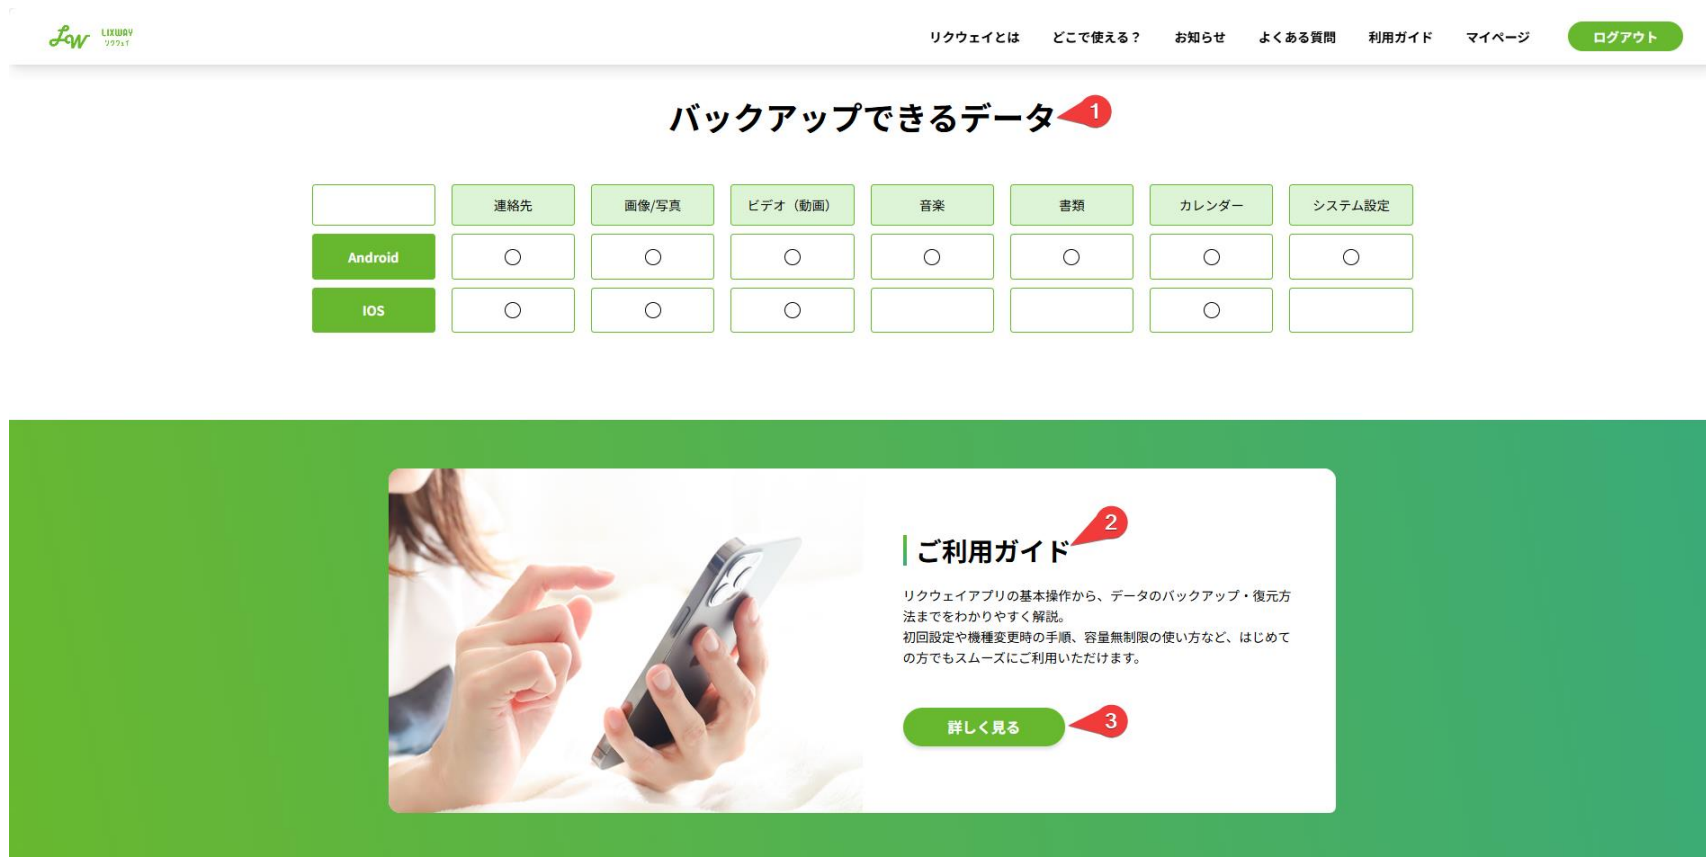 LW LIXWAY
リクウェイ
リクウェイとは どこで使える？ お知らせ よくある質問 利用ガイド マイページ ログアウト
バックアップできるデータ 1
連絡先 画像/写真 ビデオ（動画） 音楽 書類 カレンダー システム設定
Android ○ ○ ○ ○ ○ ○ ○
IOS ○ ○ ○ ○
2
ご利用ガイド
リクウェイアプリの基本操作から、データのバックアップ・復元方
法までをわかりやすく解説。
初回設定や機種変更時の手順、容量無制限の使い方など、はじめて
の方でもスムーズにご利用いただけます。
詳しく見る 3